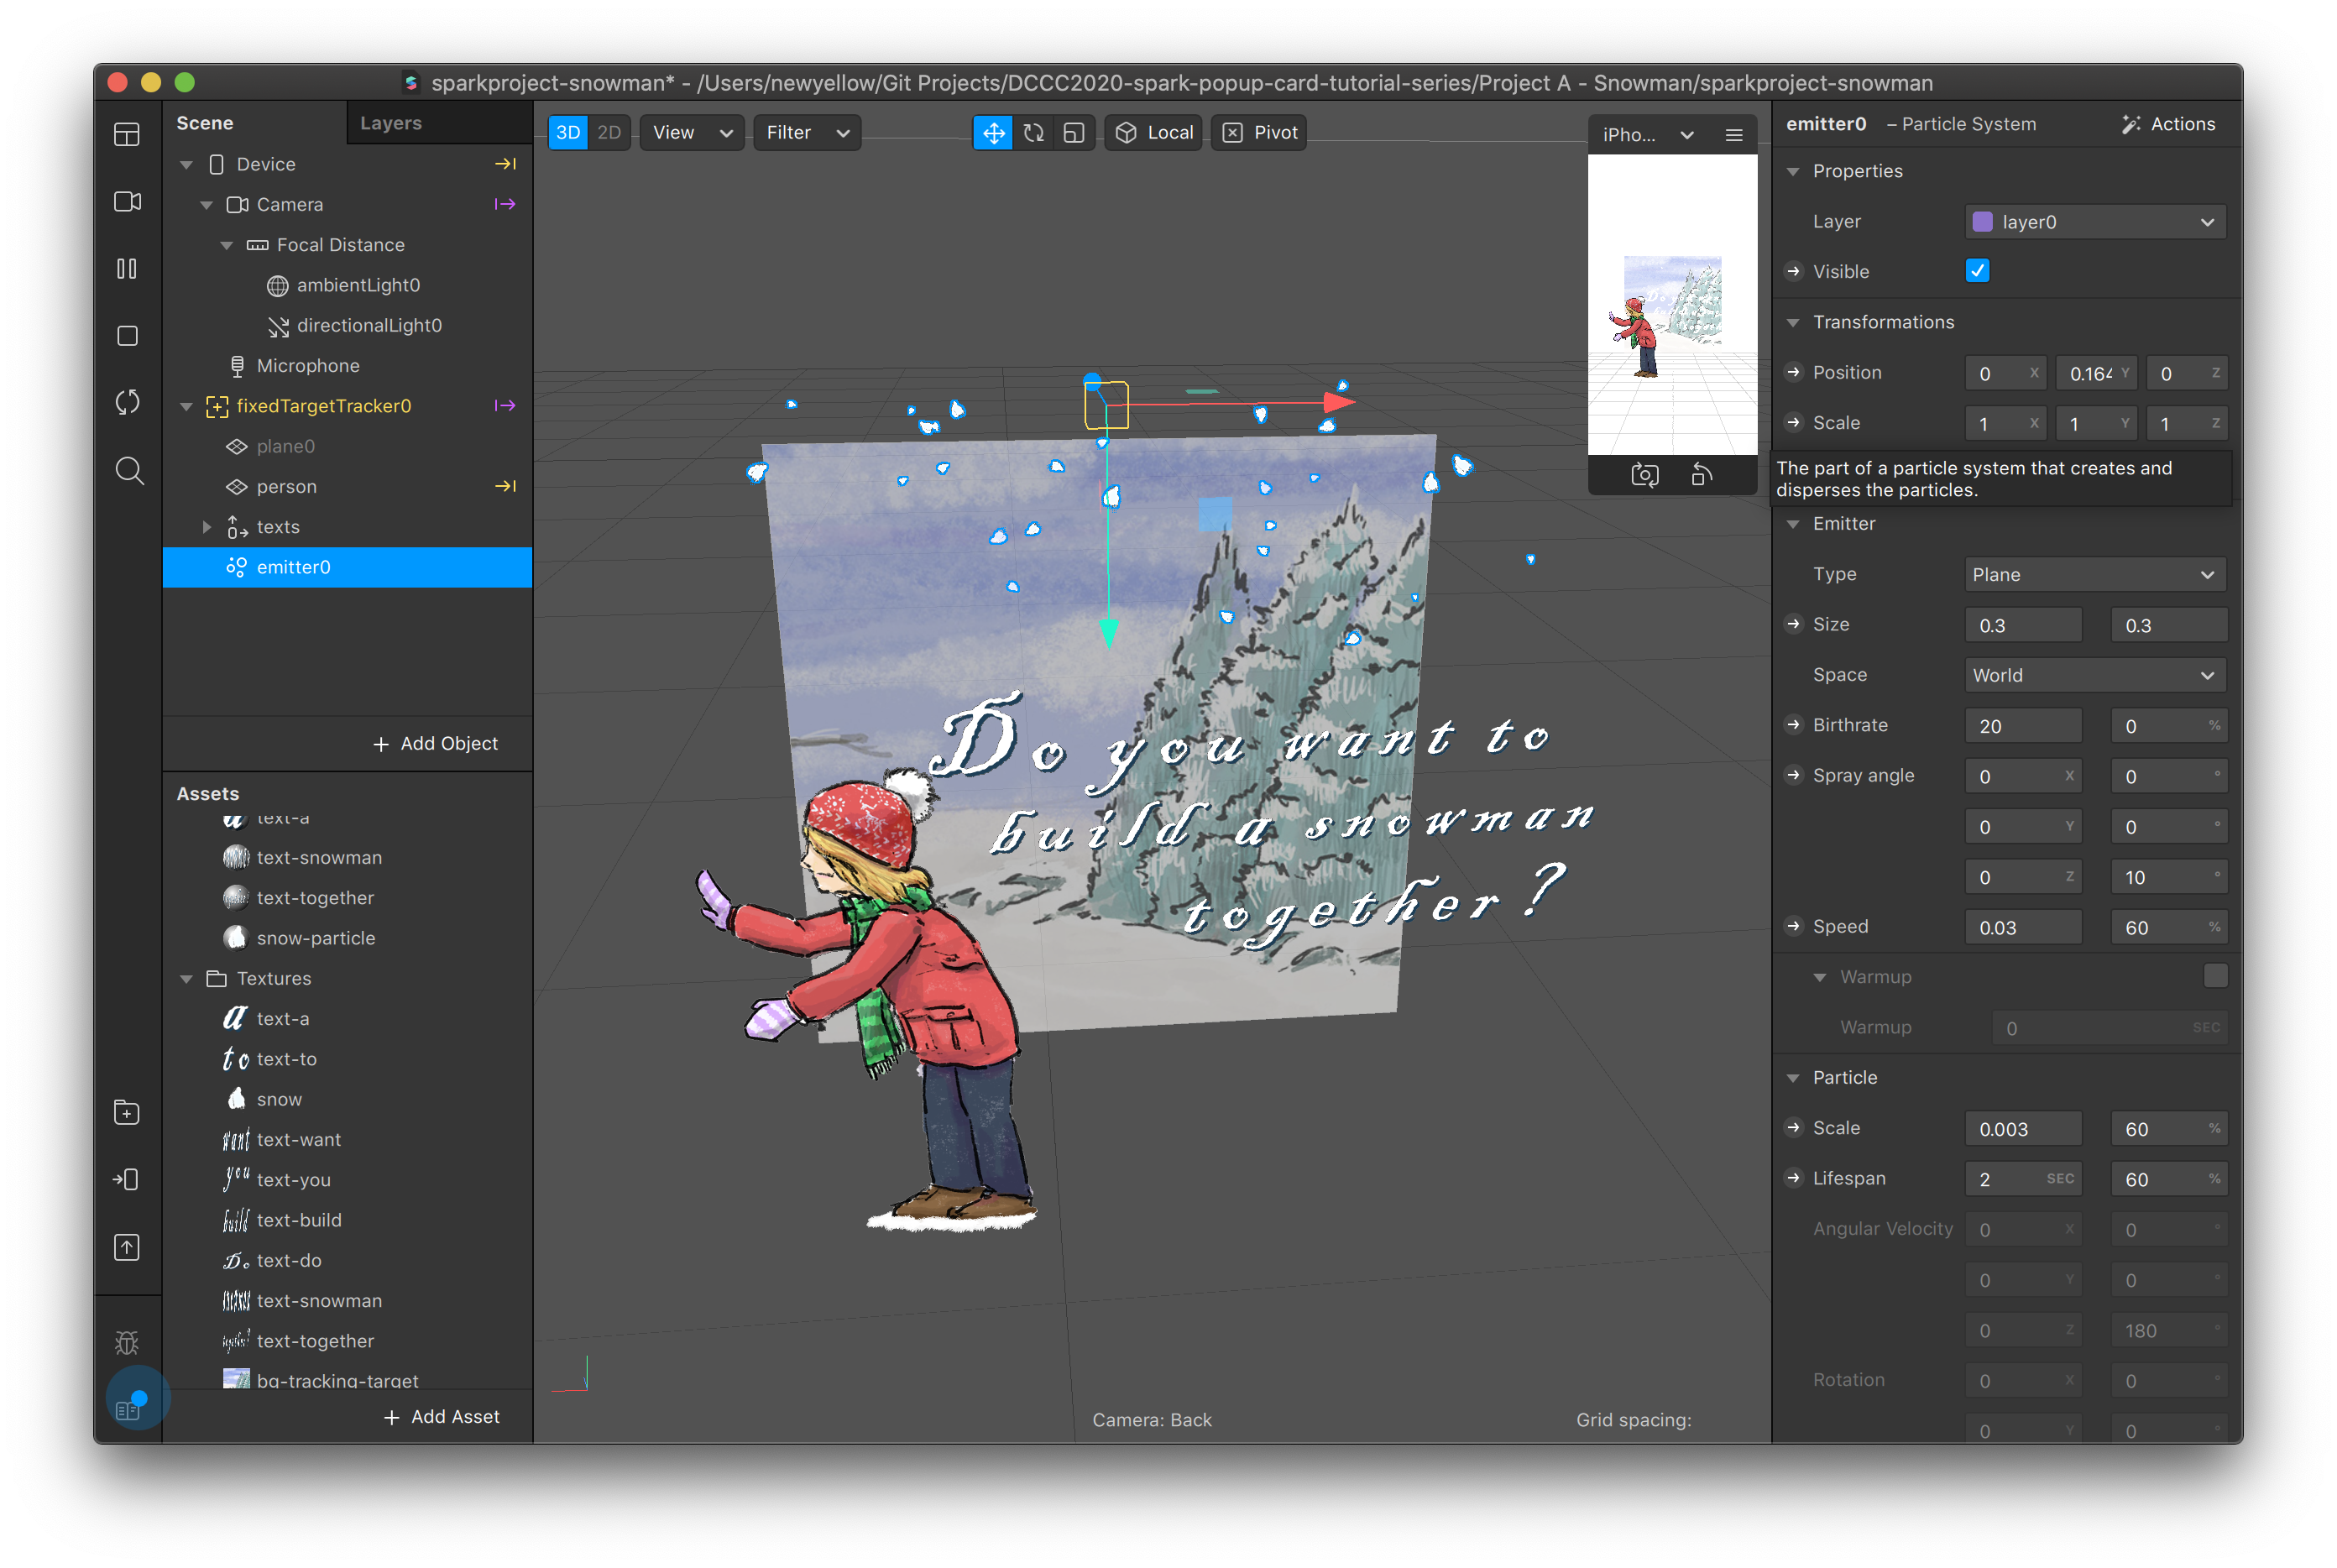 sparkproject-snowman* - /Users/newyellow/Git Projects/DCCC2020-spark-popup-card-tutorial-series/Project A - Snowman/sparkproject-snowman
Scene
Layers
Device
Camera
Focal Distance
ambientLight0
directionalLight0
Microphone
fixedTargetTracker0
plane0
person
texts
emitter0
+ Add Object
Assets
text-a
text-snowman
text-together
snow-particle
Textures
text-a
text-to
snow
text-want
text-you
text-build
text-do
text-snowman
text-together
bg-tracking-target
+ Add Asset
3D 2D View Filter Local Pivot
iPho...
Do you want to
build a snowman
together?
Camera: Back
Grid spacing:
emitter0 – Particle System Actions
Properties
Layer layer0
Visible
Transformations
Position 0 X 0.164 Y 0 Z
Scale 1 X 1 Y 1 Z
The part of a particle system that creates and
disperses the particles.
Emitter
Type Plane
Size 0.3 0.3
Space World
Birthrate 20 0 %
Spray angle 0 X 0 °
0 Y 0 °
0 Z 10 °
Speed 0.03 60 %
Warmup
Warmup 0 SEC
Particle
Scale 0.003 60 %
Lifespan 2 SEC 60 %
Angular Velocity 0 X 0 °
0 Y 0 °
0 Z 180 °
Rotation 0 X 0 °
0 Y 0 °